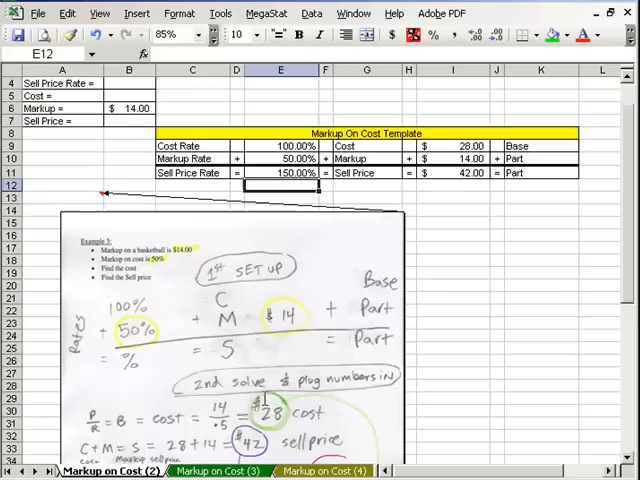 File Edit View Insert Format Tools MegaStat Data Window Help Adobe PDF
85% 10 B I $ %
E12 fx
A B C D E F G H I J K L
4 Sell Price Rate =
5 Cost =
6 Markup = $ 14.00
7 Sell Price =
8 Markup On Cost Template
9 Cost Rate 100.00% Cost $ 28.00 Base
10 Markup Rate + 50.00% + Markup + $ 14.00 + Part
11 Sell Price Rate = 150.00% = Sell Price = $ 42.00 = Part
12
13
14
15
16
17
18
19
20
21
22
23
24
25
26
27
28
29
30
31
32
33
34
Example 3:
• Markup on a basketball is $14.00
• Markup on cost is 50%
• Find the cost
• Find the Sell price
1st SET UP
Base
100% C
Rates + 50% + M $ 14 + Part
= % = S = Part
2nd solve & plug numbers in
P/R = B = cost = 14/.5 = $28 cost
C + M = S = 28 + 14 = $42 sell price
Markup on Cost (2) Markup on Cost (3) Markup on Cost (4)